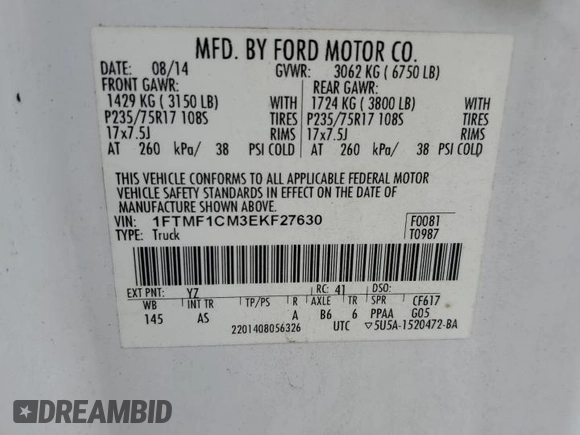 MFD. BY FORD MOTOR CO.
DATE: 08/14 GVWR: 3062 KG ( 6750 LB)
FRONT GAWR: REAR GAWR:
1429 KG ( 3150 LB) WITH 1724 KG ( 3800 LB) WITH
P235/75R17 108S TIRES P235/75R17 108S TIRES
17x7.5J RIMS 17x7.5J RIMS
AT 260 kPa/ 38 PSI COLD AT 260 kPa/ 38 PSI COLD
THIS VEHICLE CONFORMS TO ALL APPLICABLE FEDERAL MOTOR
VEHICLE SAFETY STANDARDS IN EFFECT ON THE DATE OF
MANUFACTURE SHOWN ABOVE.
VIN: 1FTMF1CM3EKF27630 F0081
TYPE: Truck T0987
EXT PNT: YZ RC: 41 DSO:
WB INT TR TP/PS R AXLE TR SPR CF617
145 AS A B6 6 PPAA G05
2201408056326 UTC ▽5U5A-1520472-BA
DREAMBID